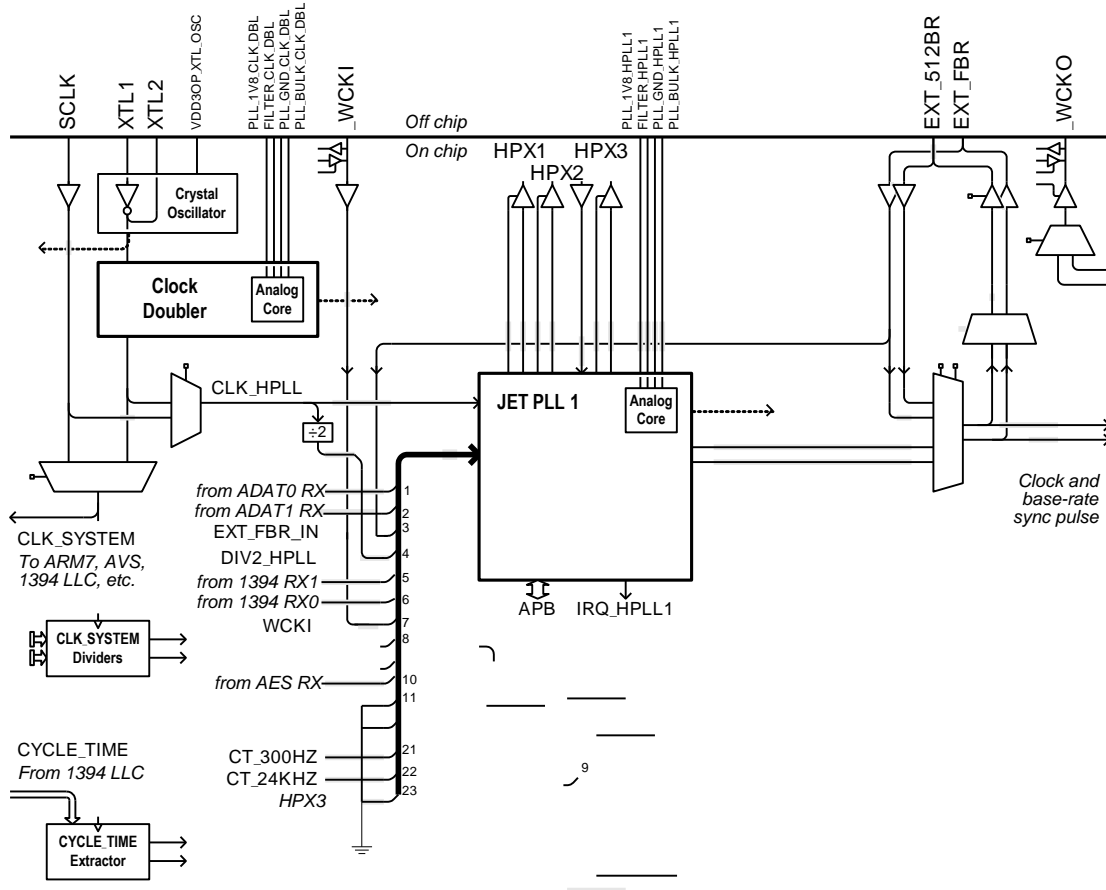 SCLK
XTL1
XTL2
VDD3OP_XTL_OSC
PLL_1V8_CLK_DBL
FILTER_CLK_DBL
PLL_GND_CLK_DBL
PLL_BULK_CLK_DBL
_WCKI
PLL_1V8_HPLL1
FILTER_HPLL1
PLL_GND_HPLL1
PLL_BULK_HPLL1
EXT_512BR
EXT_FBR
_WCKO
Off chip
On chip
HPX1
HPX2
HPX3
Crystal
Oscillator
Clock
Doubler
Analog
Core
CLK_HPLL
÷2
JET PLL 1
Analog
Core
from ADAT0 RX
1
from ADAT1 RX
2
EXT_FBR_IN
3
DIV2_HPLL
4
from 1394 RX1
5
from 1394 RX0
6
WCKI
7
8
from AES RX
10
11
CT_300HZ
21
CT_24KHZ
22
HPX3
23
9
CLK_SYSTEM
To ARM7, AVS,
1394 LLC, etc.
CLK_SYSTEM
Dividers
CYCLE_TIME
From 1394 LLC
CYCLE_TIME
Extractor
APB
IRQ_HPLL1
Clock and
base-rate
sync pulse